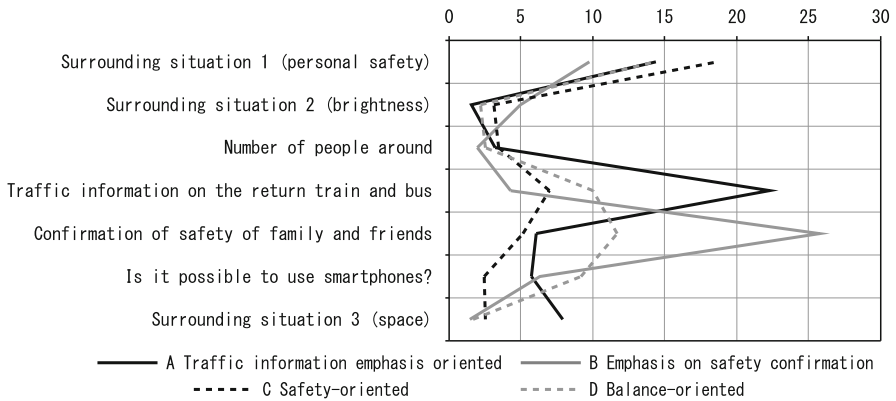 0 5 10 15 20 25 30
Surrounding situation 1 (personal safety)
Surrounding situation 2 (brightness)
Number of people around
Traffic information on the return train and bus
Confirmation of safety of family and friends
Is it possible to use smartphones?
Surrounding situation 3 (space)
A Traffic information emphasis oriented B Emphasis on safety confirmation
C Safety-oriented D Balance-oriented